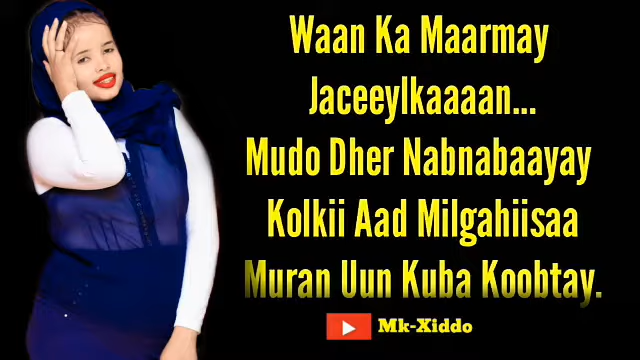 Waan Ka Maarmay
Jaceeylkaaaan...
Mudo Dher Nabnabaayay
Kolkii Aad Milgahiisaa
Muran Uun Kuba Koobtay.
Mk-Xiddo